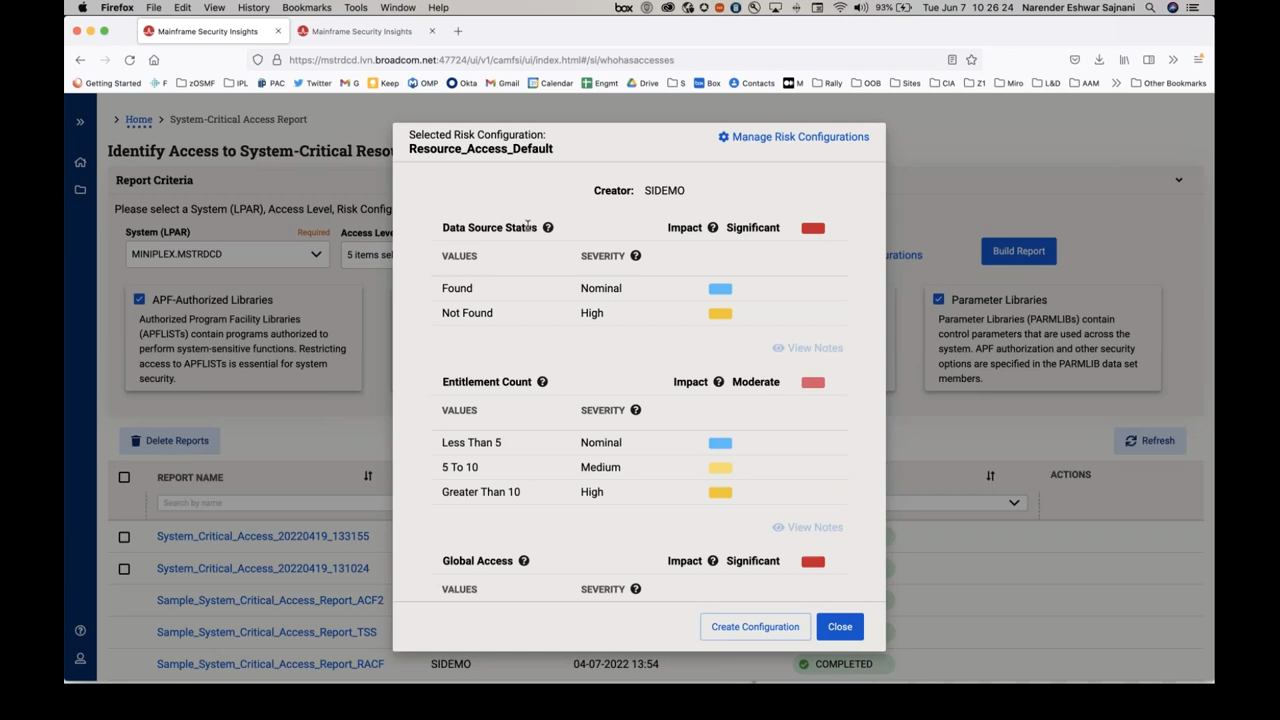 Firefox File Edit View History Bookmarks Tools Window Help box 93% Tue Jun 7 10 26 24 Narender Eshwar Sajnani
Mainframe Security Insights × Mainframe Security Insights × +
https://mstrdcd.lvn.broadcom.net:47724/ui/v1/camfsi/ui/index.html#/si/whohasaccesses
Getting Started F zOSMF IPL PAC Twitter G Keep OMP Okta Gmail Calendar Engmt Drive S Box Contacts M Rally OOB Sites CIA Z1 Miro L&D AAM Other Bookmarks
Home > System-Critical Access Report
Identify Access to System-Critical Reso
Report Criteria
Please select a System (LPAR), Access Level, Risk Config
System (LPAR) Required Access Leve
MINIPLEX.MSTRDCD 5 items sel urations Build Report
APF-Authorized Libraries
Authorized Program Facility Libraries
(APFLISTs) contain programs authorized to
perform system-sensitive functions. Restricting
access to APFLISTs is essential for system
security.
Parameter Libraries
Parameter Libraries (PARMLIBs) contain
control parameters that are used across the
system. APF authorization and other security
options are specified in the PARMLIB data set
members.
Delete Reports Refresh
REPORT NAME ACTIONS
Search by name
System_Critical_Access_20220419_133155
System_Critical_Access_20220419_131024
Sample_System_Critical_Access_Report_ACF2
Sample_System_Critical_Access_Report_TSS
Sample_System_Critical_Access_Report_RACF SIDEMO 04-07-2022 13:54 COMPLETED
Selected Risk Configuration:
Resource_Access_Default
Manage Risk Configurations
Creator: SIDEMO
Data Source Status Impact Significant
VALUES SEVERITY
Found Nominal
Not Found High
View Notes
Entitlement Count Impact Moderate
VALUES SEVERITY
Less Than 5 Nominal
5 To 10 Medium
Greater Than 10 High
View Notes
Global Access Impact Significant
VALUES SEVERITY
Create Configuration Close